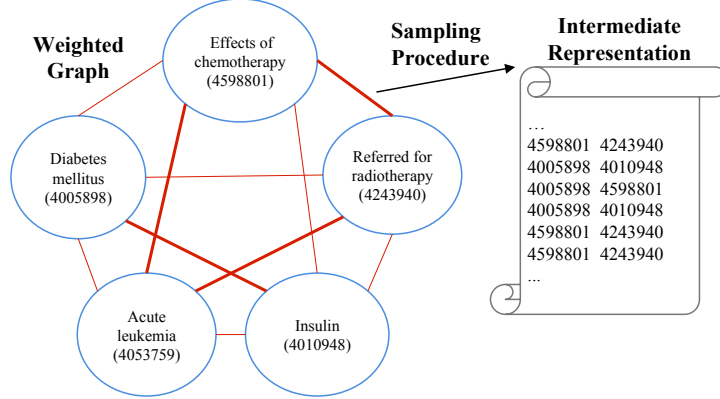 Weighted
Graph
Effects of
chemotherapy
(4598801)
Sampling
Procedure
Intermediate
Representation
Diabetes
mellitus
(4005898)
Referred for
radiotherapy
(4243940)
Acute
leukemia
(4053759)
Insulin
(4010948)
...
4598801 4243940
4005898 4010948
4005898 4598801
4005898 4010948
4598801 4243940
4598801 4243940
...